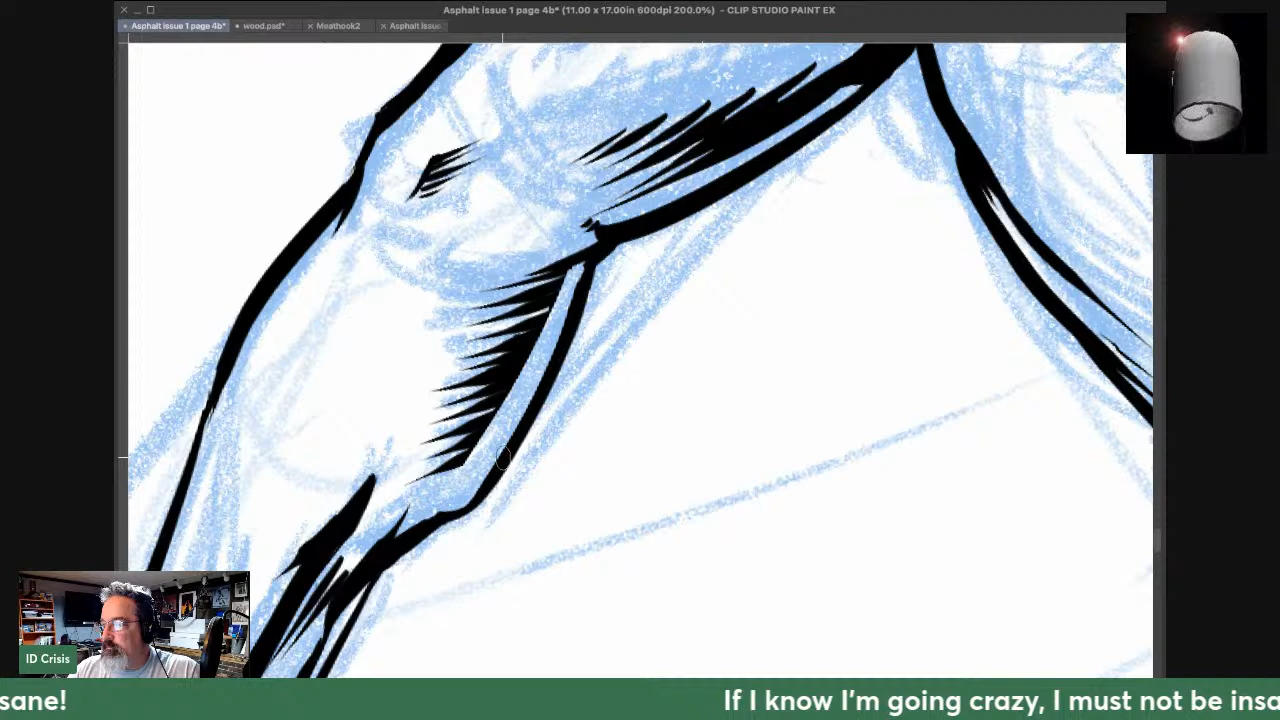 Asphalt issue 1 page 4b* (11.00 x 17.00in 600dpi 200.0%) - CLIP STUDIO PAINT EX
Asphalt issue 1 page 4b* wood.psd* Meathook2 Asphalt issue
ID Crisis
sane! If I know I'm going crazy, I must not be insa